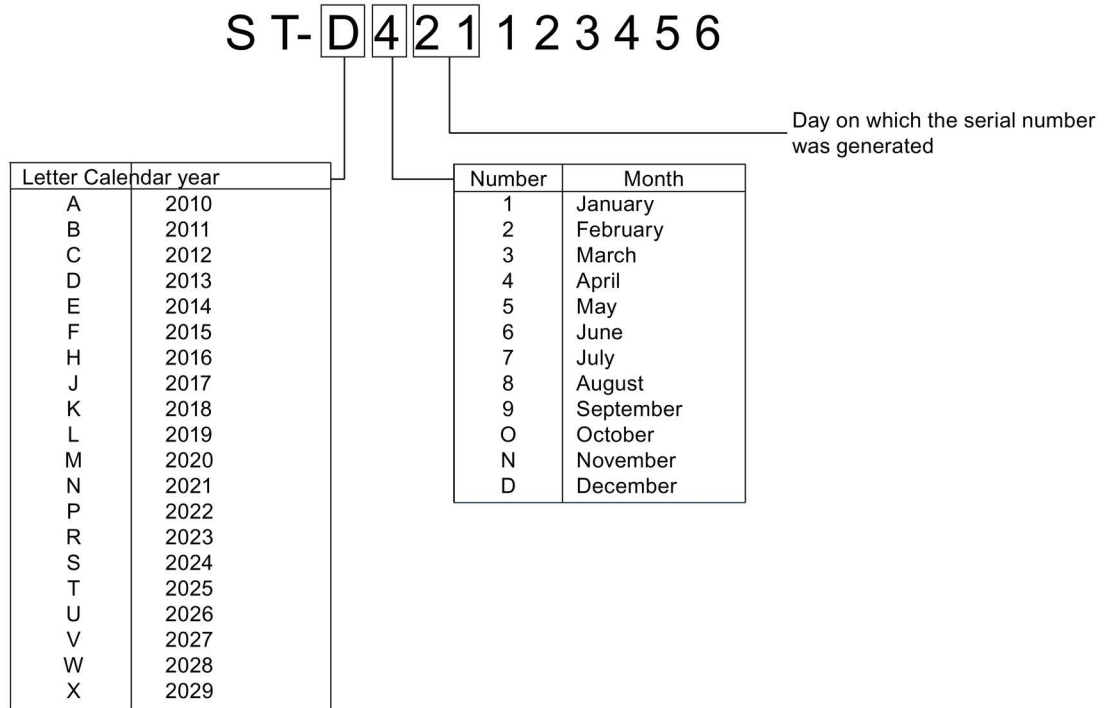 S T- D 4 2 1 1 2 3 4 5 6
Day on which the serial number
was generated
Letter Calendar year
A 2010
B 2011
C 2012
D 2013
E 2014
F 2015
H 2016
J 2017
K 2018
L 2019
M 2020
N 2021
P 2022
R 2023
S 2024
T 2025
U 2026
V 2027
W 2028
X 2029
Number Month
1 January
2 February
3 March
4 April
5 May
6 June
7 July
8 August
9 September
O October
N November
D December